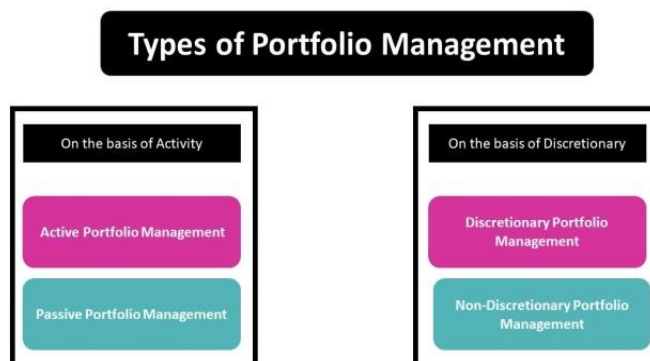 Types of Portfolio Management
On the basis of Activity
Active Portfolio Management
Passive Portfolio Management
On the basis of Discretionary
Discretionary Portfolio
Management
Non-Discretionary Portfolio
Management